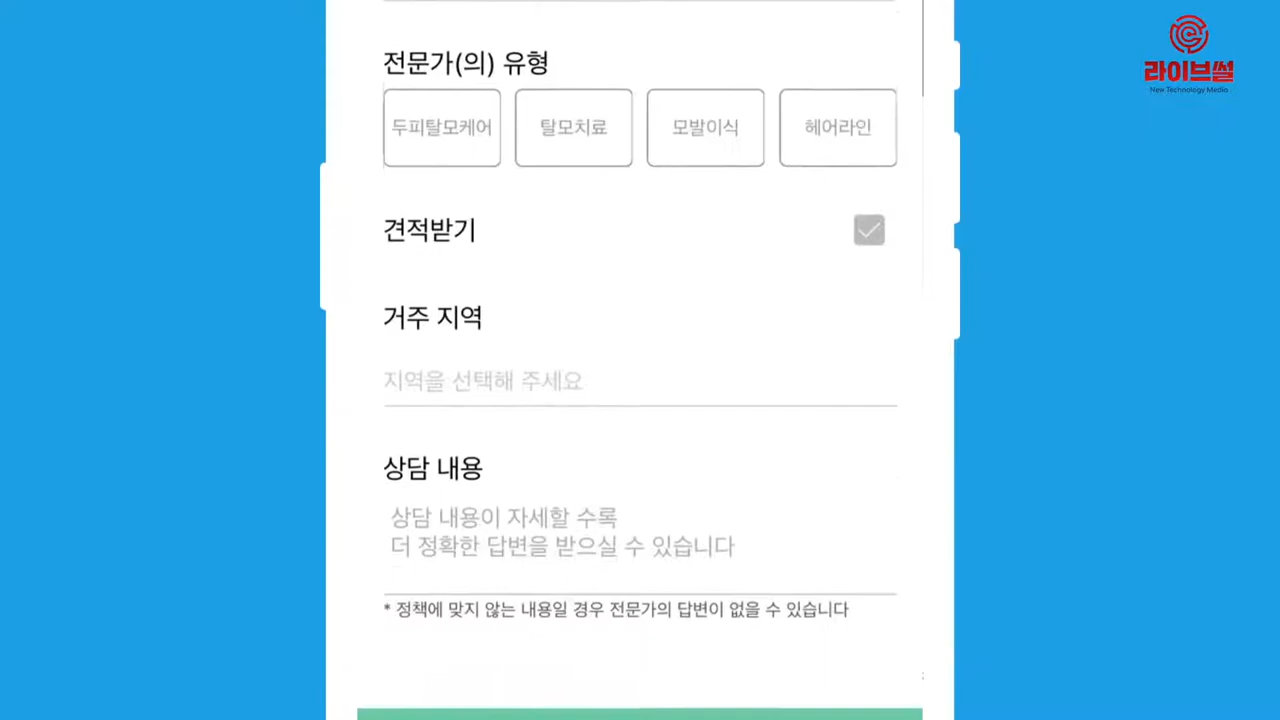 라이브썰
New Technology Media
전문가(의) 유형
두피탈모케어
탈모치료
모발이식
헤어라인
견적받기
거주 지역
지역을 선택해 주세요
상담 내용
상담 내용이 자세할 수록
더 정확한 답변을 받으실 수 있습니다
* 정책에 맞지 않는 내용일 경우 전문가의 답변이 없을 수 있습니다